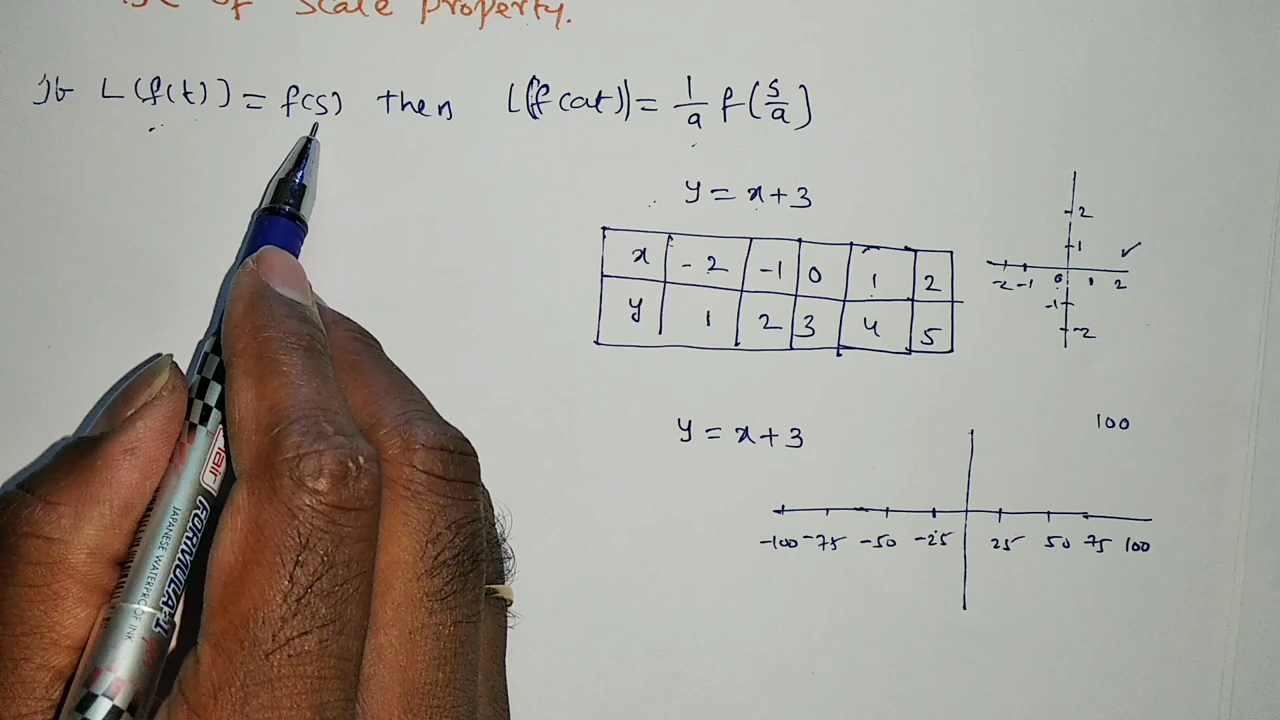 of scale property.
If L(f(t)) = f(s) then L(f(at)) = 1/a f(s/a)
y = x+3
x -2 -1 0 1 2
y 1 2 3 4 5
2
1
-2 -1 0 1 2
-1
-2
y = x+3
100
-100 -75 -50 -25 25 50 75 100
flair FORMULA-1
JAPANESE WATERPROOF INK